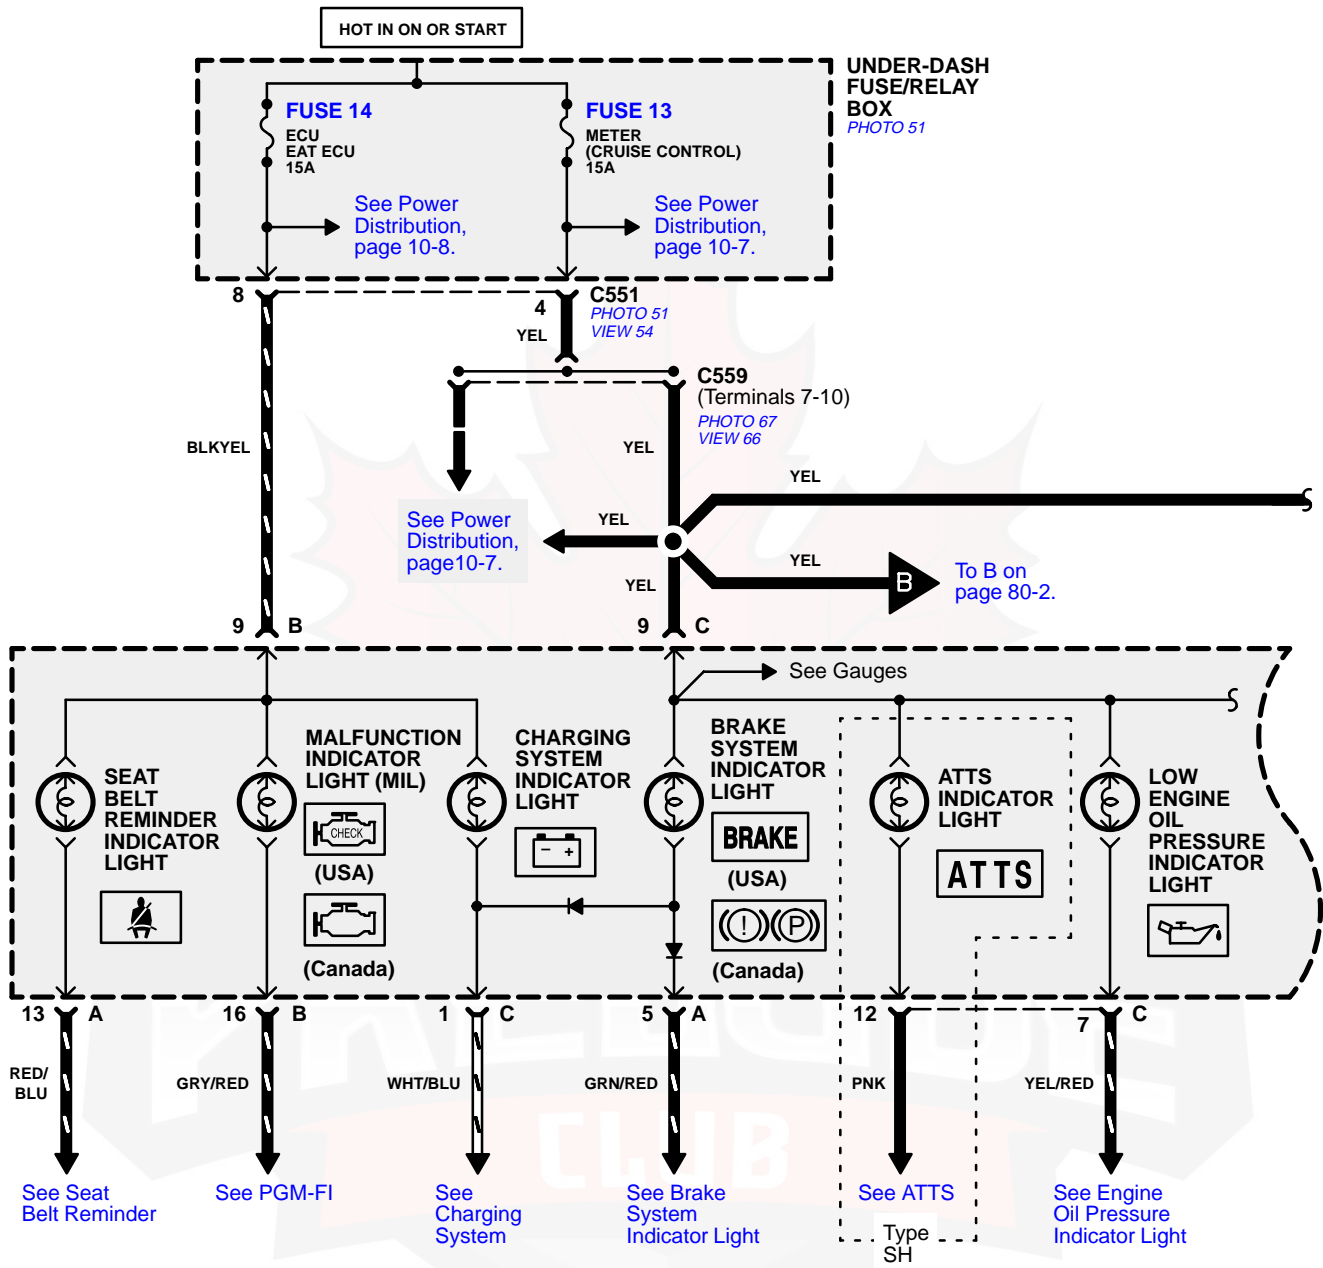 HOT IN ON OR START
UNDER-DASH
FUSE/RELAY
BOX
PHOTO 51
FUSE 14
ECU
EAT ECU
15A
FUSE 13
METER
(CRUISE CONTROL)
15A
See Power
Distribution,
page 10-8.
See Power
Distribution,
page 10-7.
8
4
C551
PHOTO 51
VIEW 54
YEL
C559
(Terminals 7-10)
PHOTO 67
VIEW 66
BLKYEL
YEL
YEL
See Power
Distribution,
page10-7.
YEL
YEL
YEL
B
To B on
page 80-2.
9 B
9 C
See Gauges
SEAT
BELT
REMINDER
INDICATOR
LIGHT
MALFUNCTION
INDICATOR
LIGHT (MIL)
CHECK
(USA)
(Canada)
CHARGING
SYSTEM
INDICATOR
LIGHT
- +
BRAKE
SYSTEM
INDICATOR
LIGHT
BRAKE
(USA)
(!)(P)
(Canada)
ATTS
INDICATOR
LIGHT
ATTS
LOW
ENGINE
OIL
PRESSURE
INDICATOR
LIGHT
13 A
16 B
1 C
5 A
12
7 C
RED/
BLU
GRY/RED
WHT/BLU
GRN/RED
PNK
YEL/RED
See Seat
Belt Reminder
See PGM-FI
See
Charging
System
See Brake
System
Indicator Light
See ATTS
Type
SH
See Engine
Oil Pressure
Indicator Light
PRELUDE
CLUB